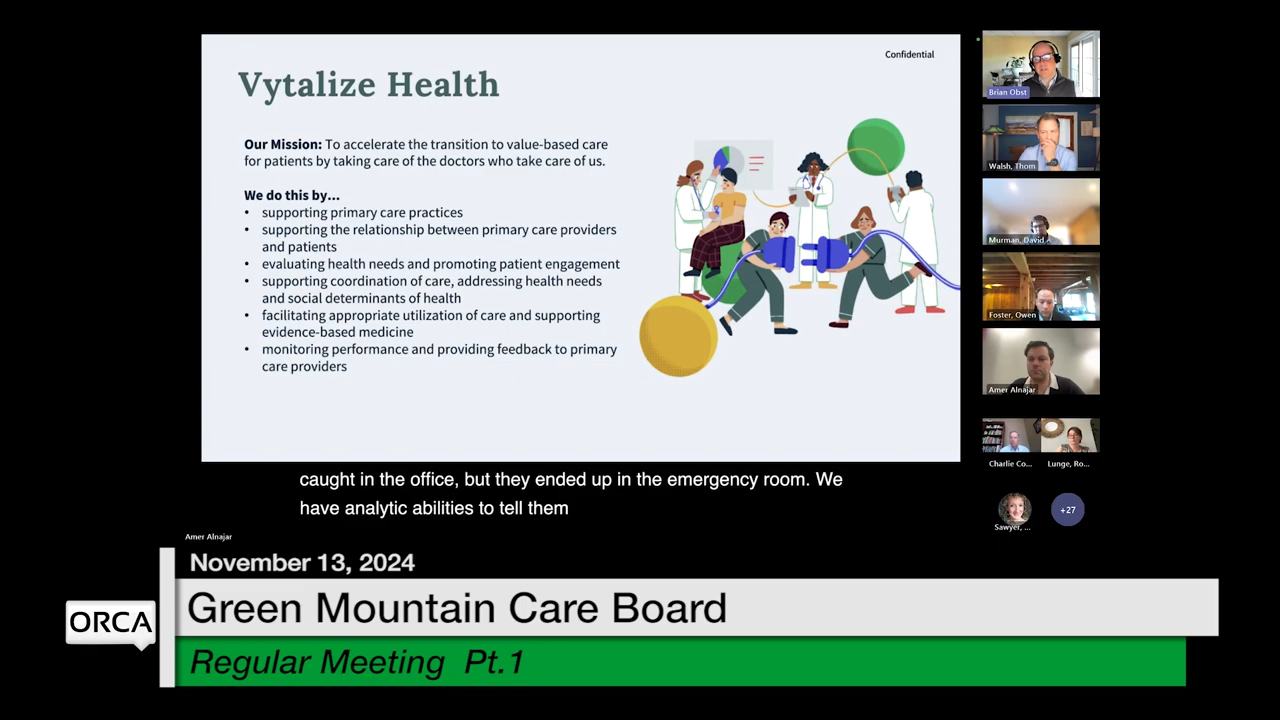 Confidential
Vytalize Health
Our Mission: To accelerate the transition to value-based care
for patients by taking care of the doctors who take care of us.
We do this by...
• supporting primary care practices
• supporting the relationship between primary care providers
and patients
• evaluating health needs and promoting patient engagement
• supporting coordination of care, addressing health needs
and social determinants of health
• facilitating appropriate utilization of care and supporting
evidence-based medicine
• monitoring performance and providing feedback to primary
care providers
Brian Obst
Walsh, Thom
Murman, David
Foster, Owen
Amer Alnajar
Charlie Co...
Lunge, Ro...
Sawyer, ...
+27
caught in the office, but they ended up in the emergency room. We
have analytic abilities to tell them
Amer Alnajar
November 13, 2024
ORCA
Green Mountain Care Board
Regular Meeting Pt.1